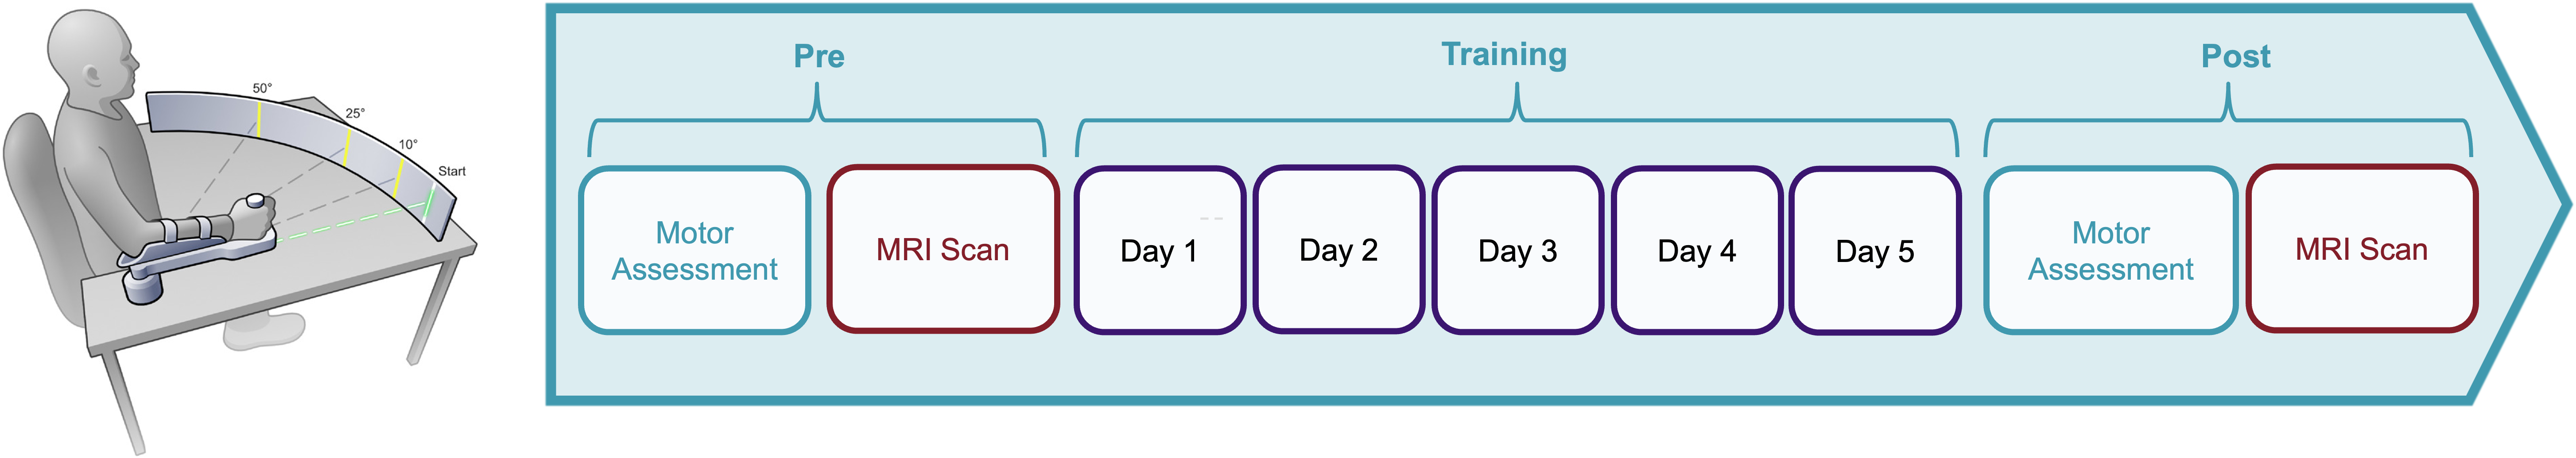 50°
25°
10°
Start
Pre
Training
Post
Motor
Assessment
MRI Scan
Day 1
Day 2
Day 3
Day 4
Day 5
Motor
Assessment
MRI Scan